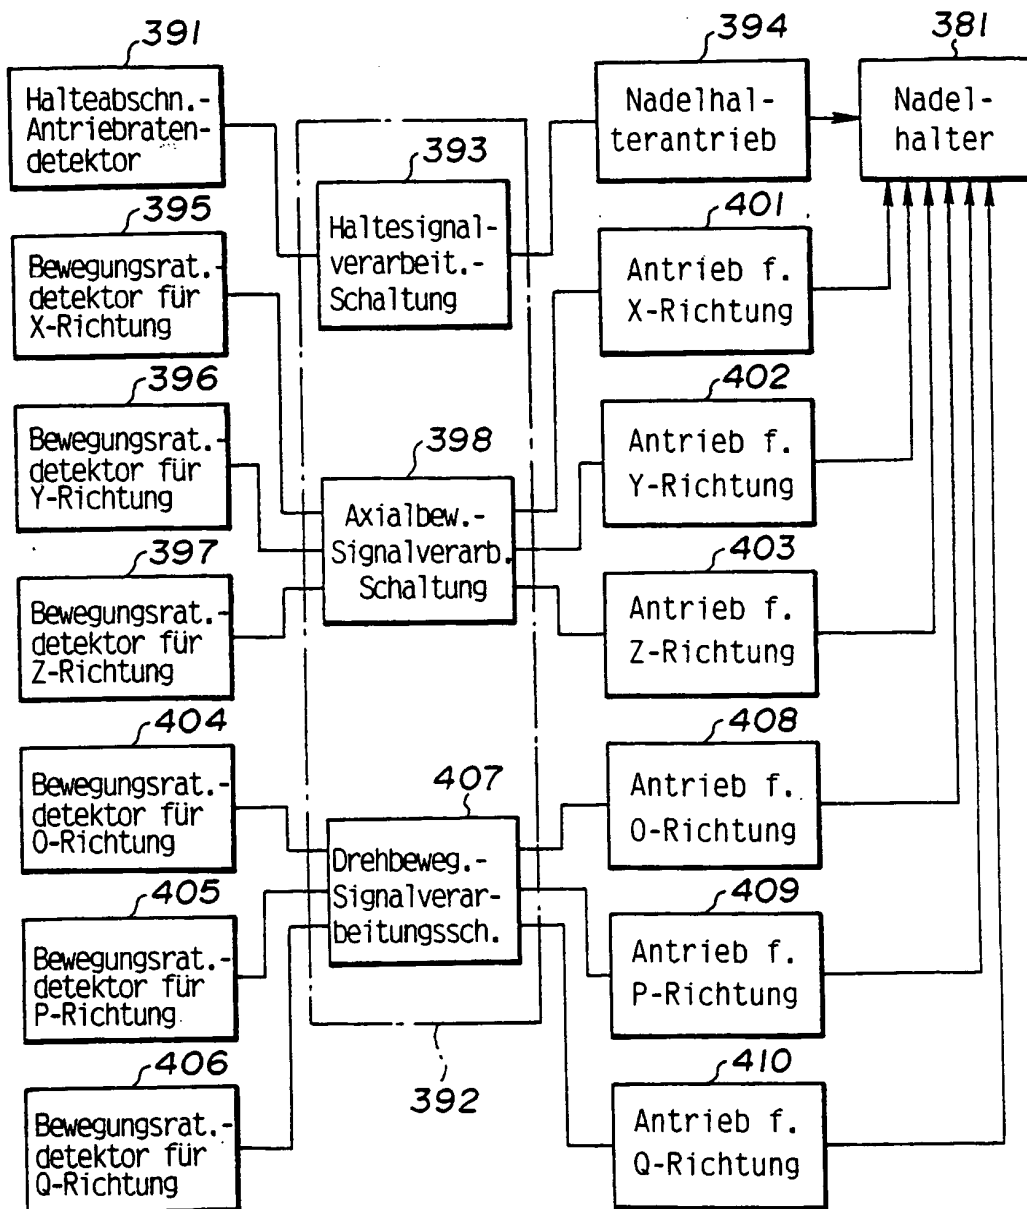 391
Halteabschn.-
Antriebraten-
detektor
393
Haltesignal-
verarbeit.-
Schaltung
394
Nadelhal-
terantrieb
381
Nadel-
halter
395
Bewegungsrat.-
detektor für
X-Richtung
401
Antrieb f.
X-Richtung
396
Bewegungsrat.-
detektor für
Y-Richtung
398
Axialbew.-
Signalverarb.
Schaltung
402
Antrieb f.
Y-Richtung
397
Bewegungsrat.-
detektor für
Z-Richtung
403
Antrieb f.
Z-Richtung
404
Bewegungsrat.-
detektor für
O-Richtung
407
Drehbeweg.-
Signalverar-
beitungssch.
408
Antrieb f.
O-Richtung
405
Bewegungsrat.-
detektor für
P-Richtung
409
Antrieb f.
P-Richtung
406
Bewegungsrat.-
detektor für
Q-Richtung
392
410
Antrieb f.
Q-Richtung